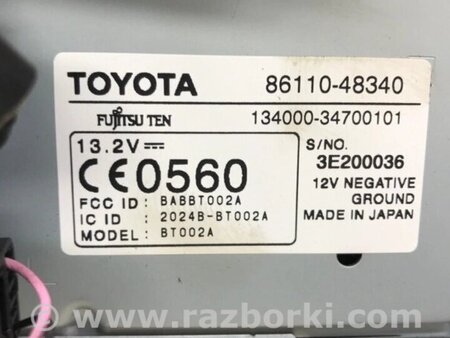 TOYOTA 86110-48340
FUJITSU TEN 134000-34700101
13.2V⎓ S/NO.
CE0560 3E200036
FCC ID : BABBT002A 12V NEGATIVE
IC ID : 2024B-BT002A GROUND
MODEL : BT002A MADE IN JAPAN
www.razborki.com